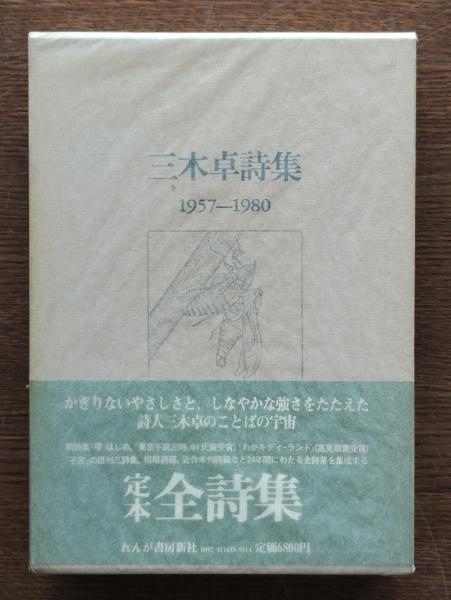 三木卓詩集
1957—1980
かぎりないやさしさと、しなやかな強さをたたえた
詩人三木卓のことばの宇宙
はじめ、「東京午前三時」(H氏賞受賞)「わがキディ・ランド」(高見順賞受賞)
「子宮」の既刊三詩集、初期詩篇、近作未刊詩篇など24年間にわたる全詩業を集成する
定本 全詩集
れんが書房新社 定価6800円